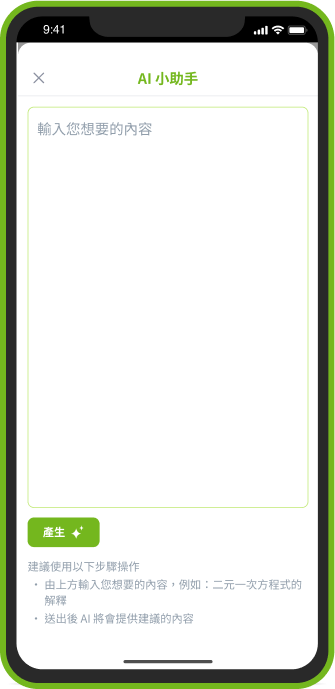 9:41
AI 小助手
輸入您想要的內容
產生
建議使用以下步驟操作
• 由上方輸入您想要的內容，例如：二元一次方程式的
解釋
• 送出後 AI 將會提供建議的內容